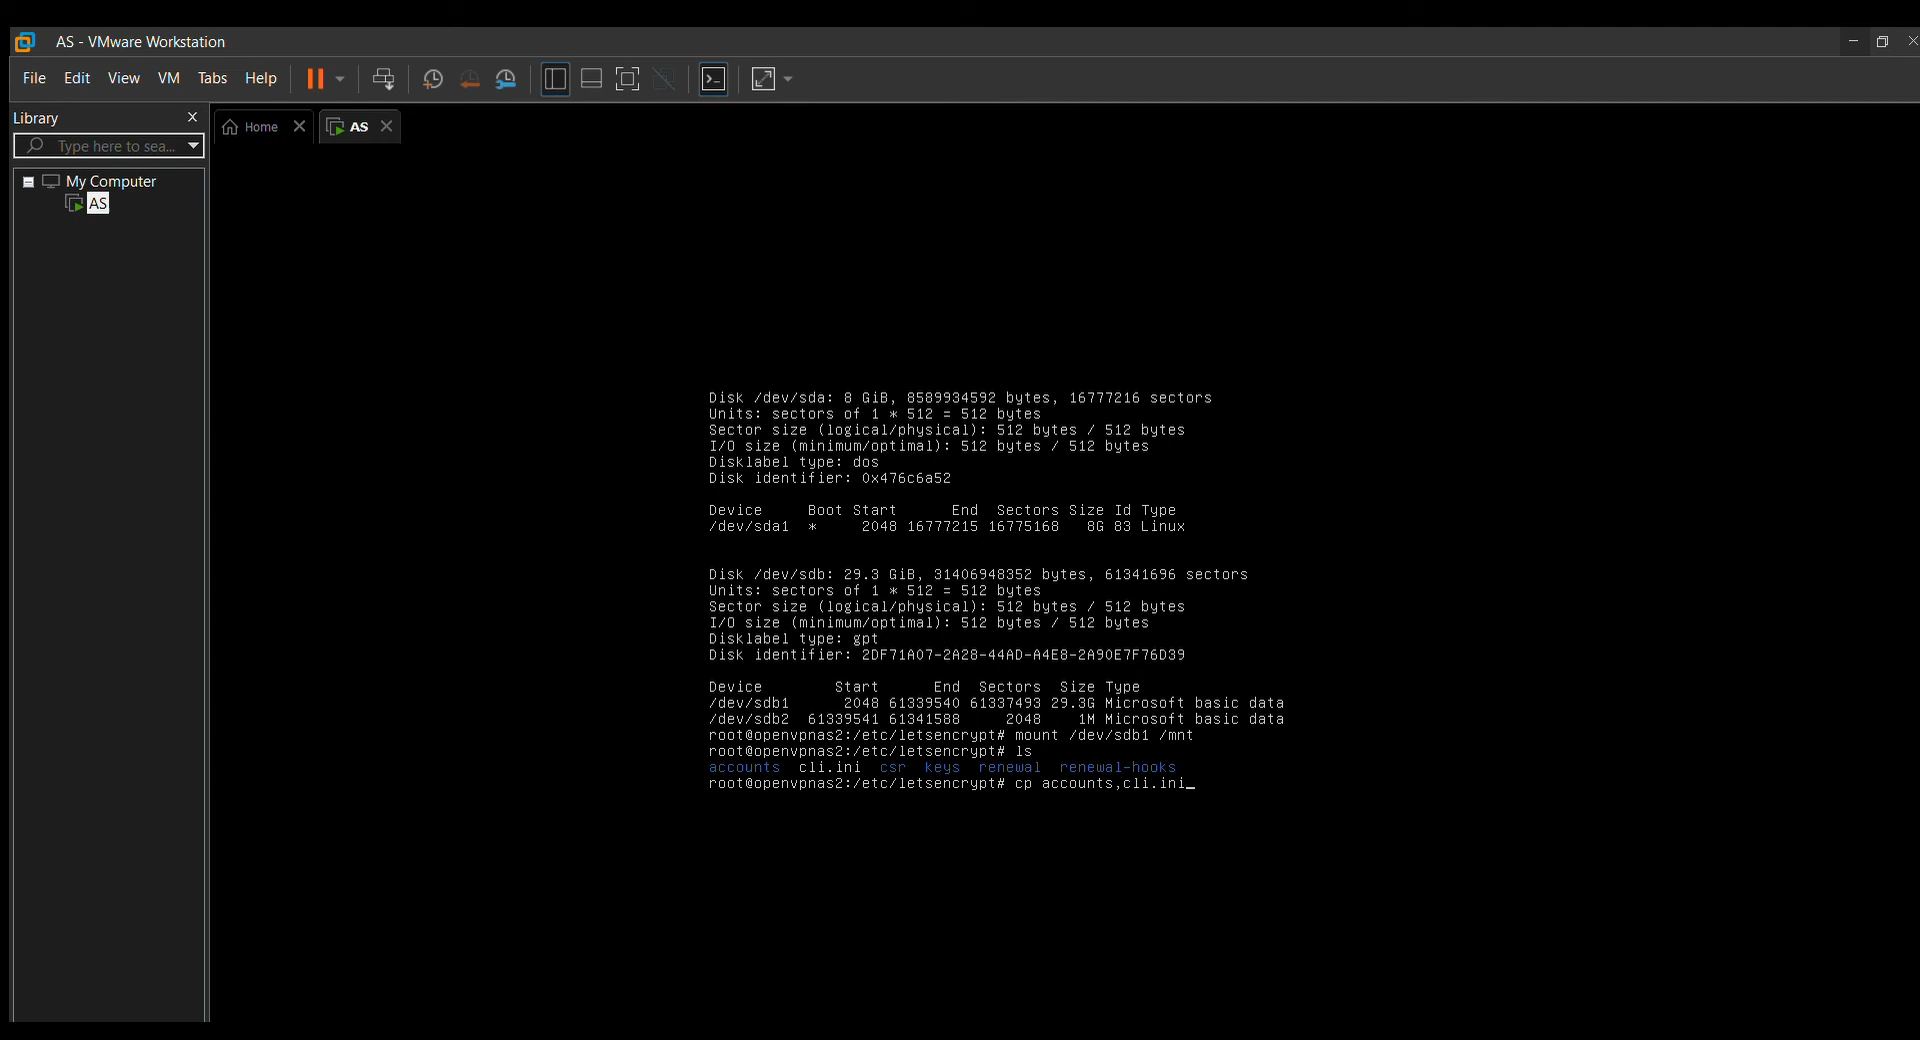 AS - VMware Workstation
File Edit View VM Tabs Help
Library
Home
AS
Type here to sea...
My Computer
AS
Disk /dev/sda: 8 GiB, 8589934592 bytes, 16777216 sectors
Units: sectors of 1 * 512 = 512 bytes
Sector size (logical/physical): 512 bytes / 512 bytes
I/O size (minimum/optimal): 512 bytes / 512 bytes
Disklabel type: dos
Disk identifier: 0x476c6a52
Device     Boot Start      End  Sectors Size Id Type
/dev/sda1  *     2048 16777215 16775168   8G 83 Linux
Disk /dev/sdb: 29.3 GiB, 31406948352 bytes, 61341696 sectors
Units: sectors of 1 * 512 = 512 bytes
Sector size (logical/physical): 512 bytes / 512 bytes
I/O size (minimum/optimal): 512 bytes / 512 bytes
Disklabel type: gpt
Disk identifier: 2DF71A07-2A28-44AD-A4E8-2A90E7F76D39
Device        Start      End  Sectors  Size Type
/dev/sdb1      2048 61339540 61337493 29.3G Microsoft basic data
/dev/sdb2  61339541 61341588     2048    1M Microsoft basic data
root@openvpnas2:/etc/letsencrypt# mount /dev/sdb1 /mnt
root@openvpnas2:/etc/letsencrypt# ls
accounts  cli.ini  csr  keys  renewal  renewal-hooks
root@openvpnas2:/etc/letsencrypt# cp accounts,cli.ini_